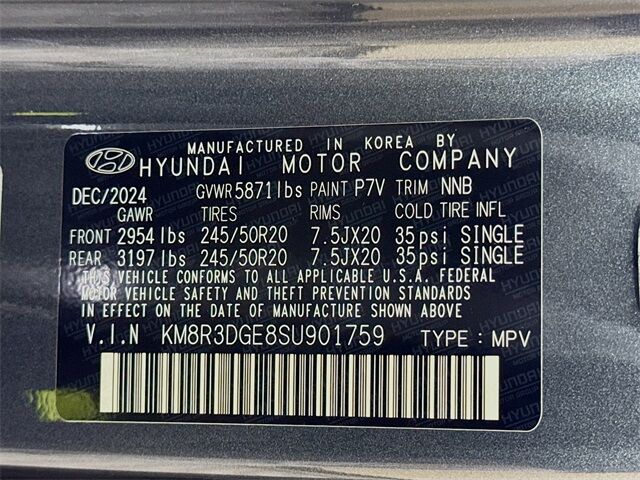 MANUFACTURED IN KOREA BY
HYUNDAI MOTOR COMPANY
DEC/2024 GVWR 5871 lbs PAINT P7V TRIM NNB
GAWR TIRES RIMS COLD TIRE INFL
FRONT 2954 lbs 245/50R20 7.5JX20 35psi SINGLE
REAR 3197 lbs 245/50R20 7.5JX20 35psi SINGLE
THIS VEHICLE CONFORMS TO ALL APPLICABLE U.S.A. FEDERAL
MOTOR VEHICLE SAFETY AND THEFT PREVENTION STANDARDS
IN EFFECT ON THE DATE OF MANUFACTURE SHOWN ABOVE
V.I.N KM8R3DGE8SU901759 TYPE : MPV